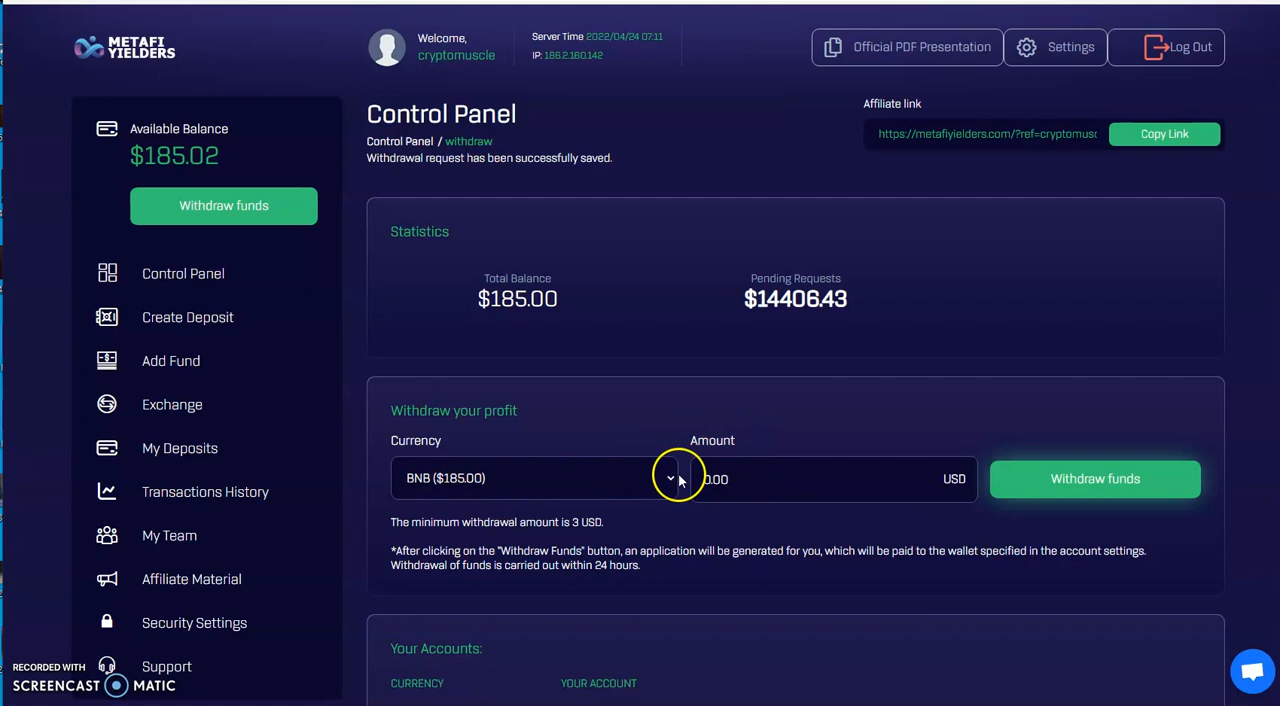 METAFI
YIELDERS
Welcome,
cryptomuscle
Server Time 2022/04/24 07:11
IP: 186.2.160.142
Official PDF Presentation
Settings
Log Out
Available Balance
$185.02
Withdraw funds
Control Panel
Create Deposit
Add Fund
Exchange
My Deposits
Transactions History
My Team
Affiliate Material
Security Settings
Support
Control Panel
Control Panel / withdraw
Withdrawal request has been successfully saved.
Affiliate link
https://metafiyielders.com/?ref=cryptomusc
Copy Link
Statistics
Total Balance
$185.00
Pending Requests
$14406.43
Withdraw your profit
Currency
Amount
BNB ($185.00)
0.00
USD
Withdraw funds
The minimum withdrawal amount is 3 USD.
*After clicking on the "Withdraw Funds" button, an application will be generated for you, which will be paid to the wallet specified in the account settings.
Withdrawal of funds is carried out within 24 hours.
Your Accounts:
CURRENCY
YOUR ACCOUNT
RECORDED WITH
SCREENCAST MATIC